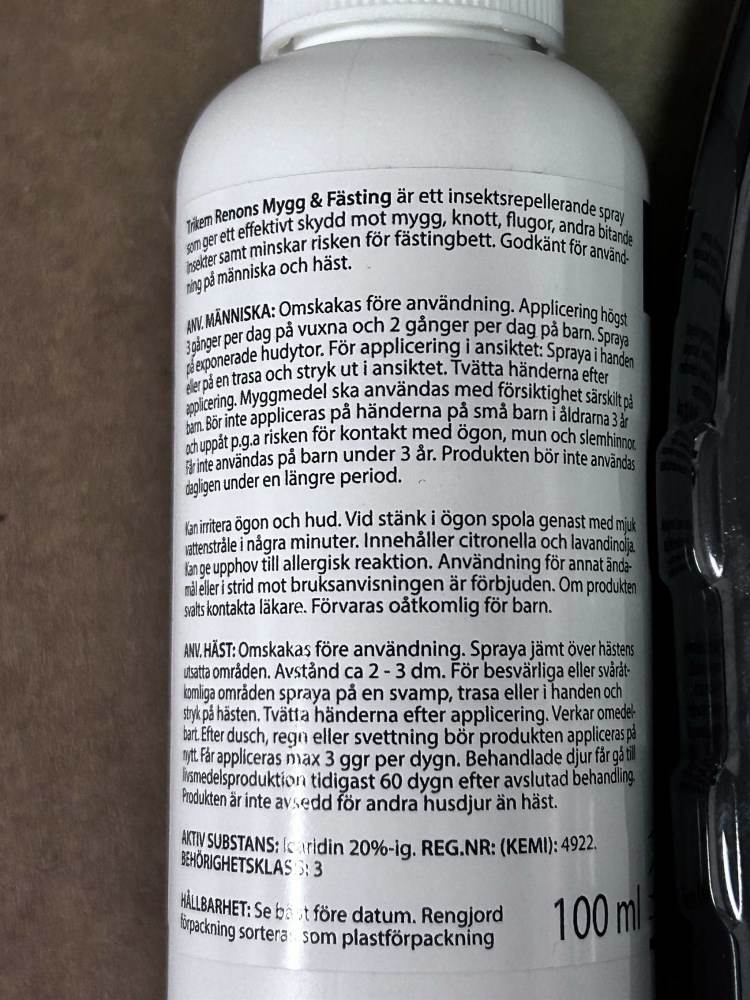 Trikem Renons Mygg & Fästing är ett insektsrepellerande spray
som ger ett effektivt skydd mot mygg, knott, flugor, andra bitande
insekter samt minskar risken för fästingbett. Godkänt för använd-
ning på människa och häst.
ANV. MÄNNISKA: Omskakas före användning. Applicering högst
3 gånger per dag på vuxna och 2 gånger per dag på barn. Spraya
på exponerade hudytor. För applicering i ansiktet: Spraya i handen
eller på en trasa och stryk ut i ansiktet. Tvätta händerna efter
applicering. Myggmedel ska användas med försiktighet särskilt på
barn. Bör inte appliceras på händerna på små barn i åldrarna 3 år
och uppåt p.g.a risken för kontakt med ögon, mun och slemhinnor.
Får inte användas på barn under 3 år. Produkten bör inte användas
dagligen under en längre period.
Kan irritera ögon och hud. Vid stänk i ögon spola genast med mjuk
vattenstråle i några minuter. Innehåller citronella och lavandinolja.
Kan ge upphov till allergisk reaktion. Användning för annat ända-
mål eller i strid mot bruksanvisningen är förbjuden. Om produkten
svalts kontakta läkare. Förvaras oåtkomlig för barn.
ANV. HÄST: Omskakas före användning. Spraya jämt över hästens
utsatta områden. Avstånd ca 2 - 3 dm. För besvärliga eller svåråt-
komliga områden spraya på en svamp, trasa eller i handen och
stryk på hästen. Tvätta händerna efter applicering. Verkar omedel-
bart. Efter dusch, regn eller svettning bör produkten appliceras på
nytt. Får appliceras max 3 ggr per dygn. Behandlade djur får gå till
livsmedelsproduktion tidigast 60 dygn efter avslutad behandling.
Produkten är inte avsedd för andra husdjur än häst.
AKTIV SUBSTANS: Icaridin 20%-ig. REG.NR: (KEMI): 4922.
BEHÖRIGHETSKLASS: 3
HÅLLBARHET: Se bäst före datum. Rengjord
förpackning sorteras som plastförpackning
100 ml